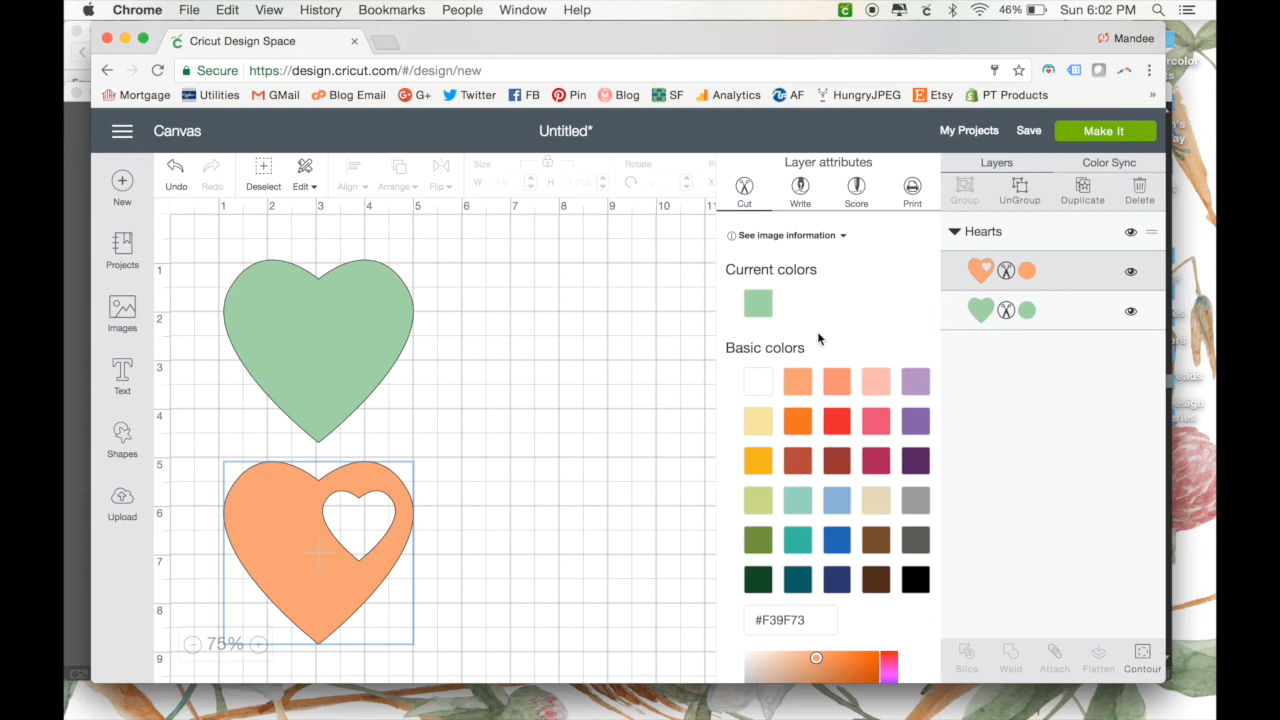 Chrome File Edit View History Bookmarks People Window Help 46% Sun 6:02 PM
Cricut Design Space Mandee
Secure https://design.cricut.com/#/design/new
Mortgage Utilities GMail Blog Email G+ Twitter FB Pin Blog SF Analytics AF HungryJPEG Etsy PT Products »
Canvas Untitled* My Projects Save Make It
Undo Redo Deselect Edit Align Arrange Flip Size W H Rotate
Layer attributes
Cut Write Score Print
Layers Color Sync
Group UnGroup Duplicate Delete
1 2 3 4 5 6 7 8 9 10 11
New
Projects
Images
Text
Shapes
Upload
1
2
3
4
5
6
7
8
9
75%
See image information
Current colors
Basic colors
#F39F73
Hearts
Slice Weld Attach Flatten Contour